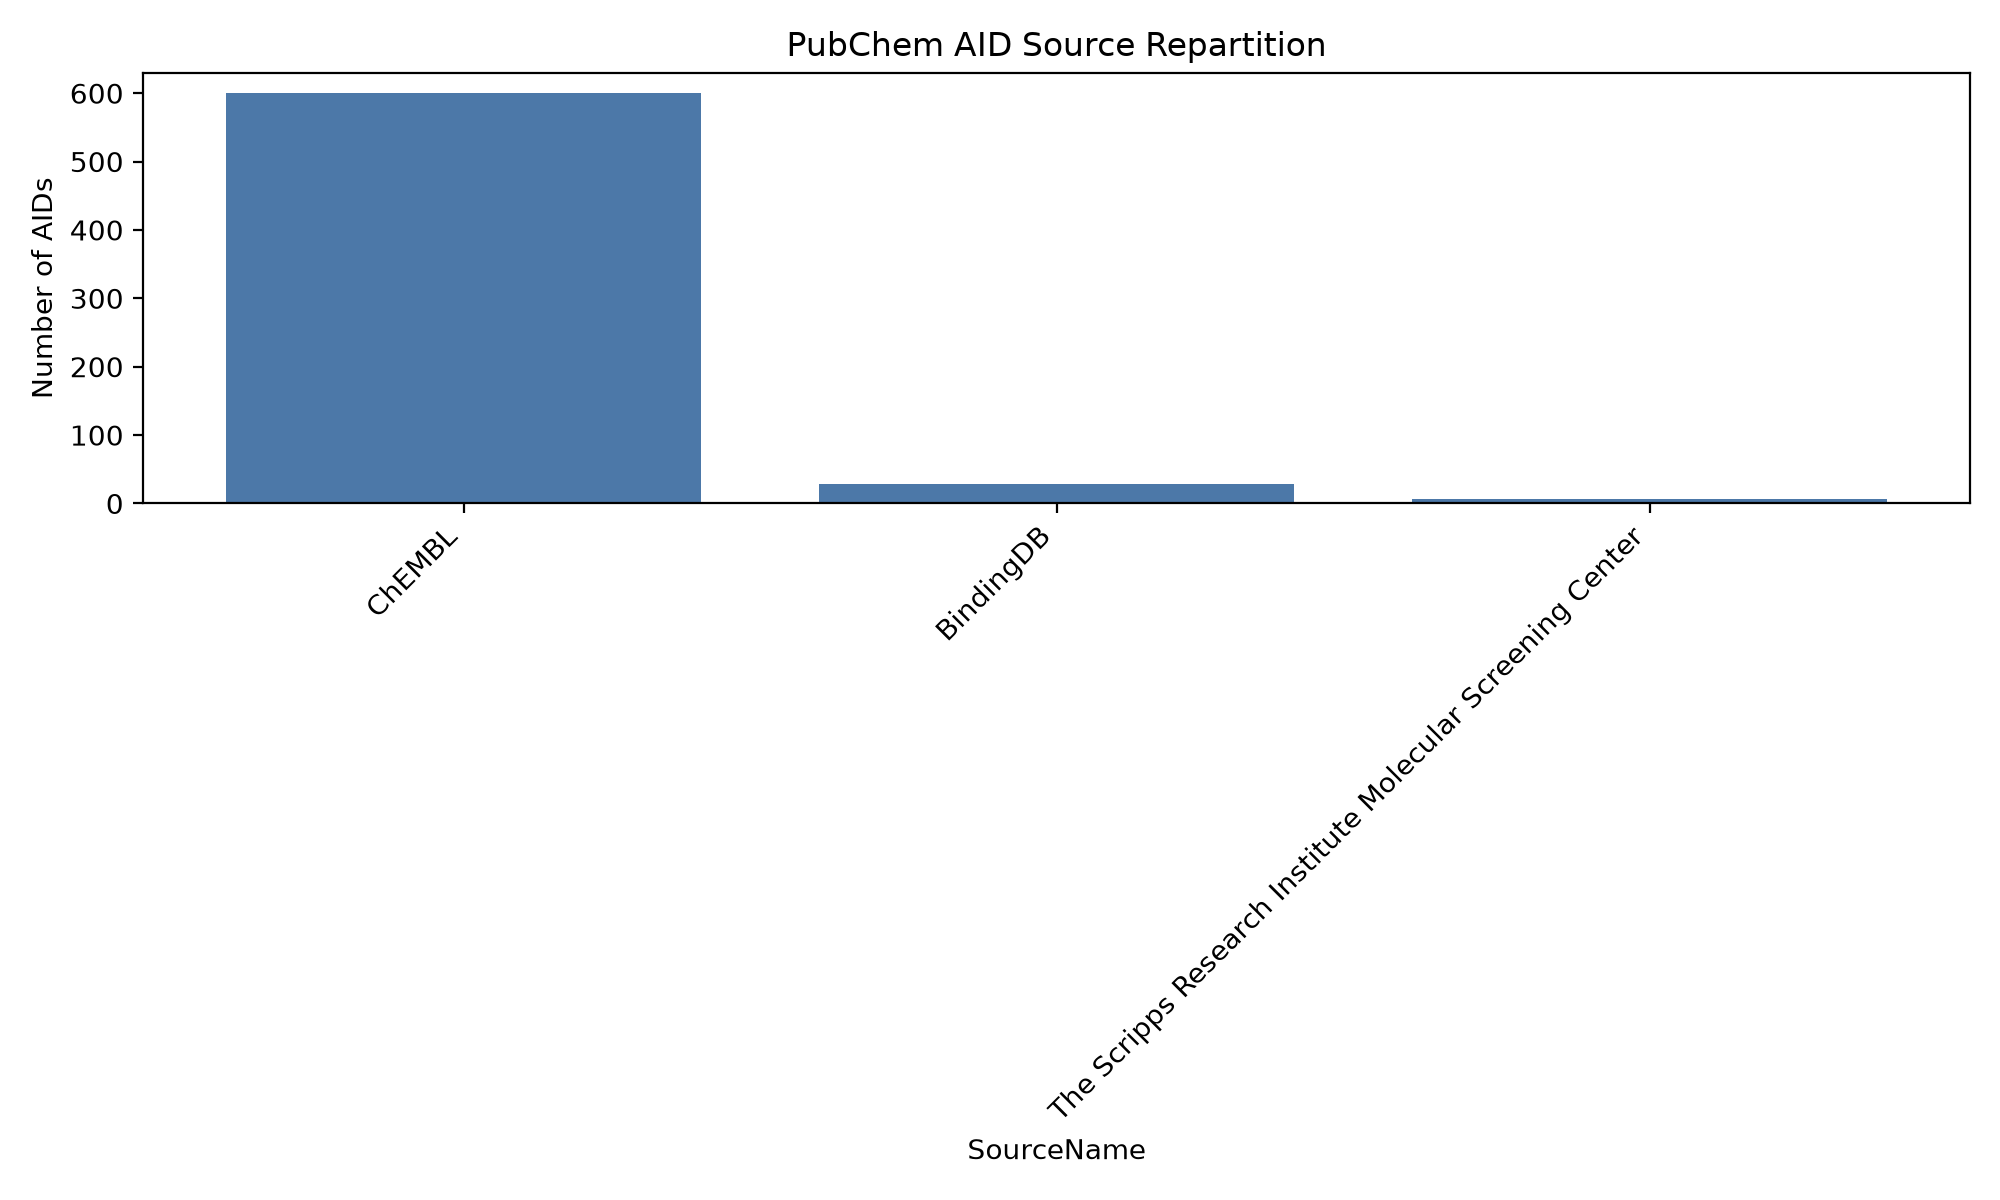 PubChem AID Source Repartition
Number of AIDs
600
500
400
300
200
100
0
ChEMBL
BindingDB
The Scripps Research Institute Molecular Screening Center
SourceName